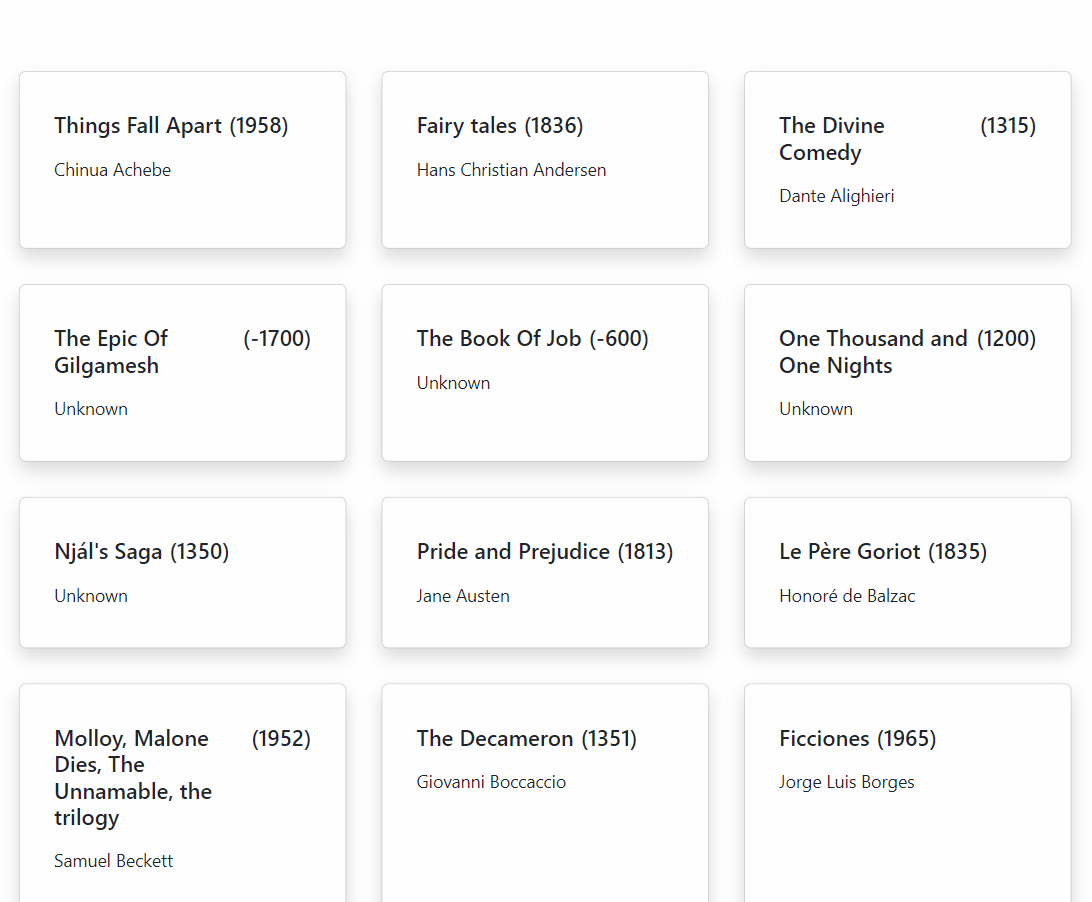 Things Fall Apart (1958)
Chinua Achebe
Fairy tales (1836)
Hans Christian Andersen
The Divine (1315)
Comedy
Dante Alighieri
The Epic Of (-1700)
Gilgamesh
Unknown
The Book Of Job (-600)
Unknown
One Thousand and (1200)
One Nights
Unknown
Njál's Saga (1350)
Unknown
Pride and Prejudice (1813)
Jane Austen
Le Père Goriot (1835)
Honoré de Balzac
Molloy, Malone (1952)
Dies, The
Unnamable, the
trilogy
Samuel Beckett
The Decameron (1351)
Giovanni Boccaccio
Ficciones (1965)
Jorge Luis Borges